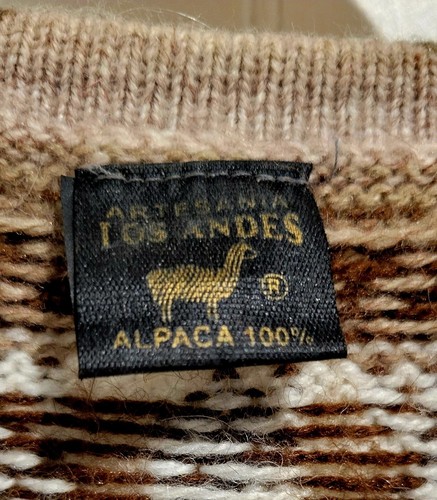 ARTESANIA
LOS ANDES
®
ALPACA 100%